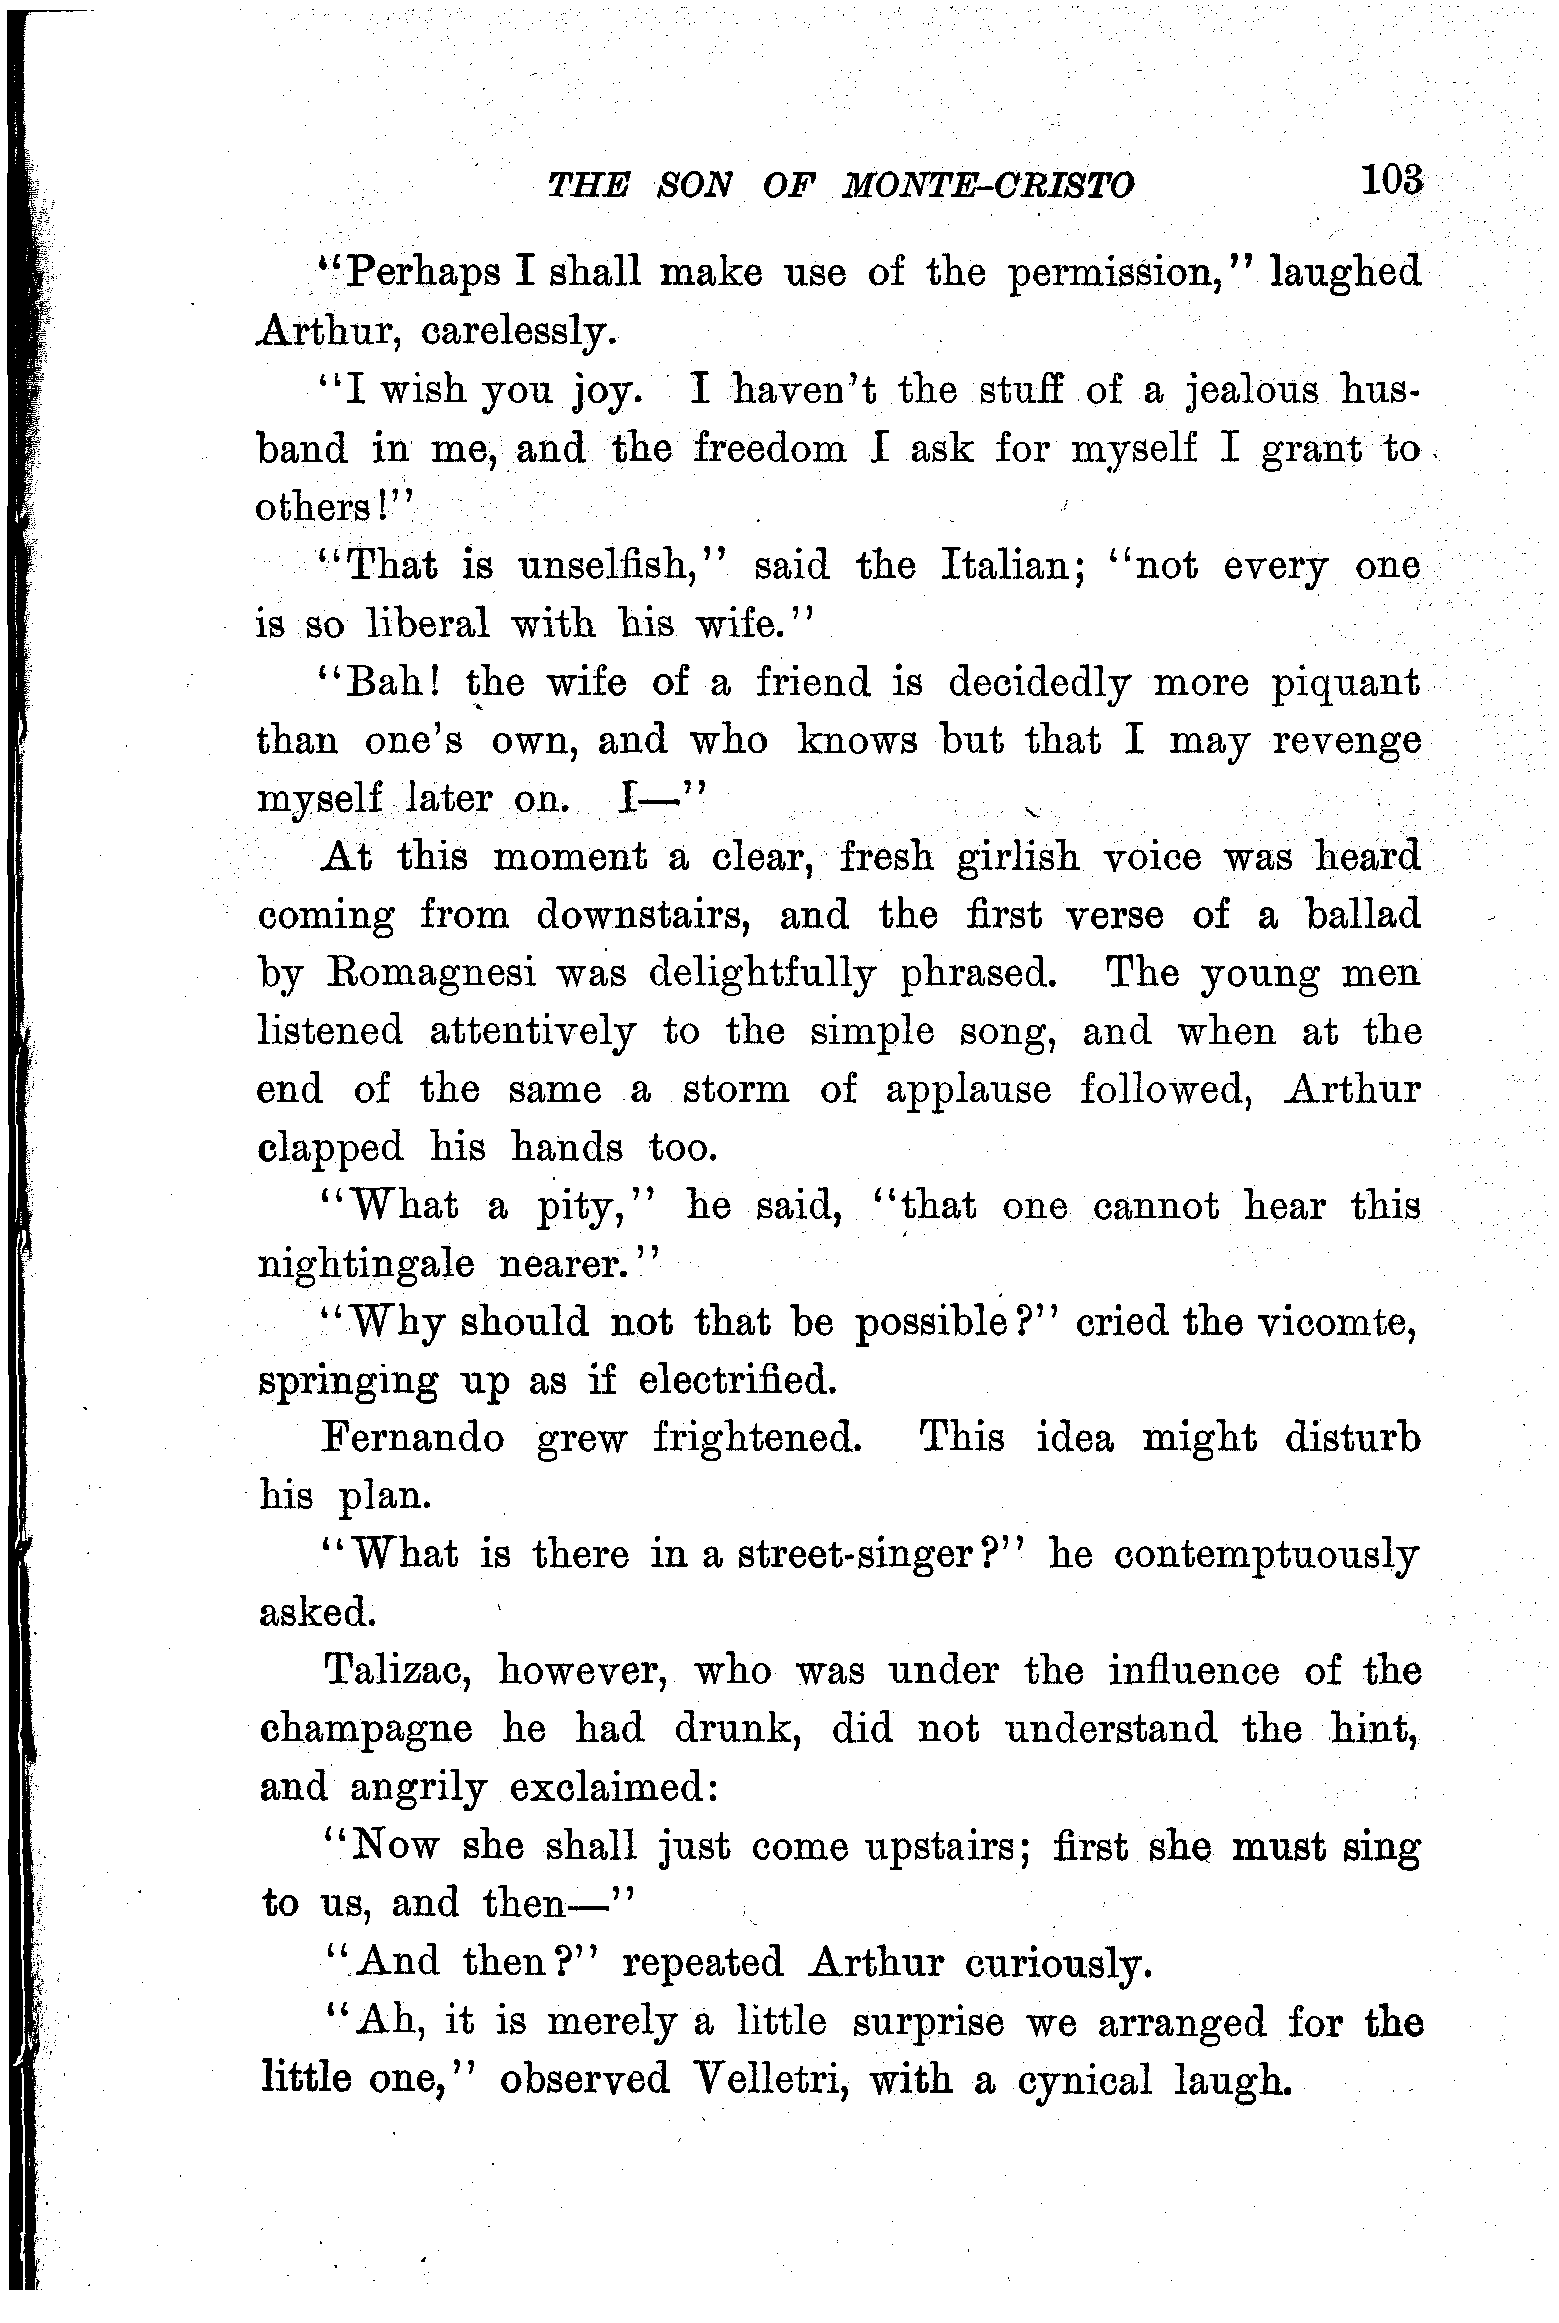 THE SON OF MONTE-CRISTO 103
"Perhaps I shall make use of the permission," laughed
Arthur, carelessly.
"I wish you joy. I haven't the stuff of a jealous hus-
band in me, and the freedom I ask for myself I grant to
others!"
"That is unselfish," said the Italian; "not every one
is so liberal with his wife."
"Bah! the wife of a friend is decidedly more piquant
than one's own, and who knows but that I may revenge
myself later on. I—"
At this moment a clear, fresh girlish voice was heard
coming from downstairs, and the first verse of a ballad
by Romagnesi was delightfully phrased. The young men
listened attentively to the simple song, and when at the
end of the same a storm of applause followed, Arthur
clapped his hands too.
"What a pity," he said, "that one cannot hear this
nightingale nearer."
"Why should not that be possible?" cried the vicomte,
springing up as if electrified.
Fernando grew frightened. This idea might disturb
his plan.
"What is there in a street-singer?" he contemptuously
asked.
Talizac, however, who was under the influence of the
champagne he had drunk, did not understand the hint,
and angrily exclaimed:
"Now she shall just come upstairs; first she must sing
to us, and then—"
"And then?" repeated Arthur curiously.
"Ah, it is merely a little surprise we arranged for the
little one," observed Velletri, with a cynical laugh.